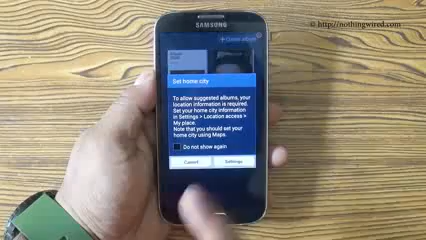 © http://nothingwired.com
SAMSUNG
+ Create album
Set home city
To allow suggested albums, your
location information is required.
Set your home city information
in Settings > Location access >
My place.
Note that you should set your
home city using Maps.
Do not show again
Cancel
Settings